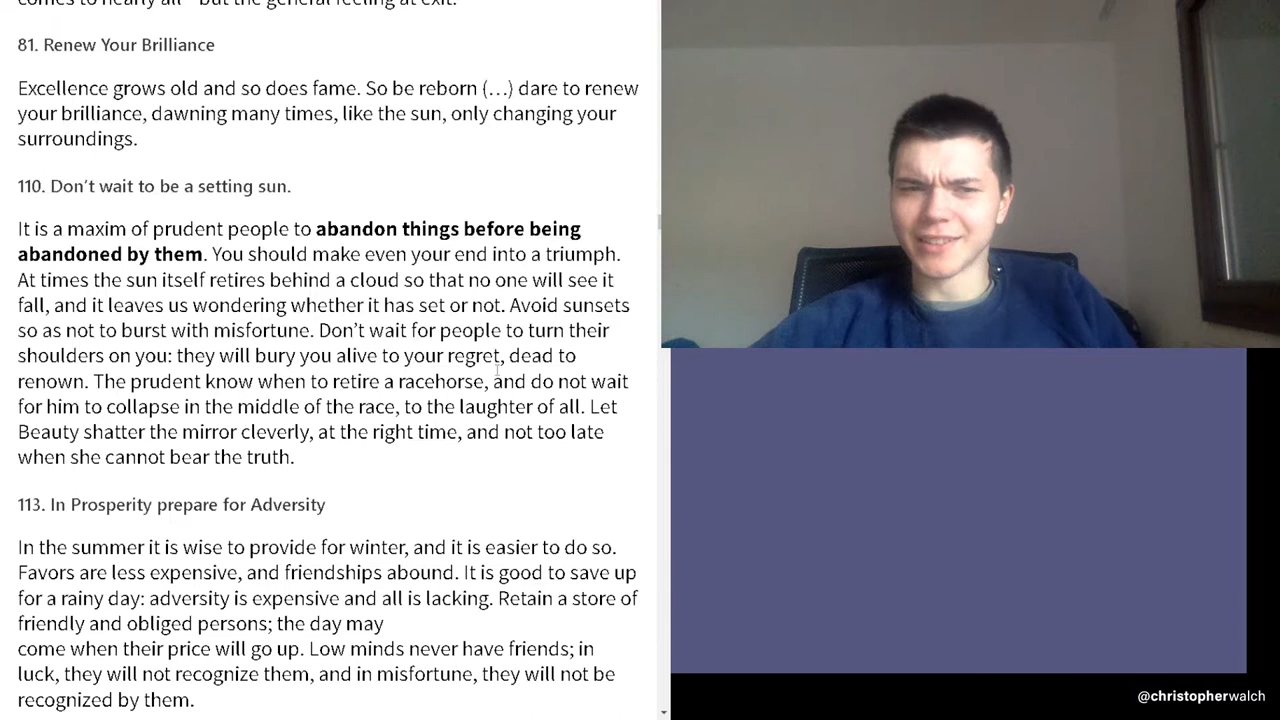 comes to nearly all – but the general feeling at exit.
81. Renew Your Brilliance
Excellence grows old and so does fame. So be reborn (…) dare to renew
your brilliance, dawning many times, like the sun, only changing your
surroundings.
110. Don’t wait to be a setting sun.
It is a maxim of prudent people to abandon things before being
abandoned by them. You should make even your end into a triumph.
At times the sun itself retires behind a cloud so that no one will see it
fall, and it leaves us wondering whether it has set or not. Avoid sunsets
so as not to burst with misfortune. Don’t wait for people to turn their
shoulders on you: they will bury you alive to your regret, dead to
renown. The prudent know when to retire a racehorse, and do not wait
for him to collapse in the middle of the race, to the laughter of all. Let
Beauty shatter the mirror cleverly, at the right time, and not too late
when she cannot bear the truth.
113. In Prosperity prepare for Adversity
In the summer it is wise to provide for winter, and it is easier to do so.
Favors are less expensive, and friendships abound. It is good to save up
for a rainy day: adversity is expensive and all is lacking. Retain a store of
friendly and obliged persons; the day may
come when their price will go up. Low minds never have friends; in
luck, they will not recognize them, and in misfortune, they will not be
recognized by them.
@christopherwalch